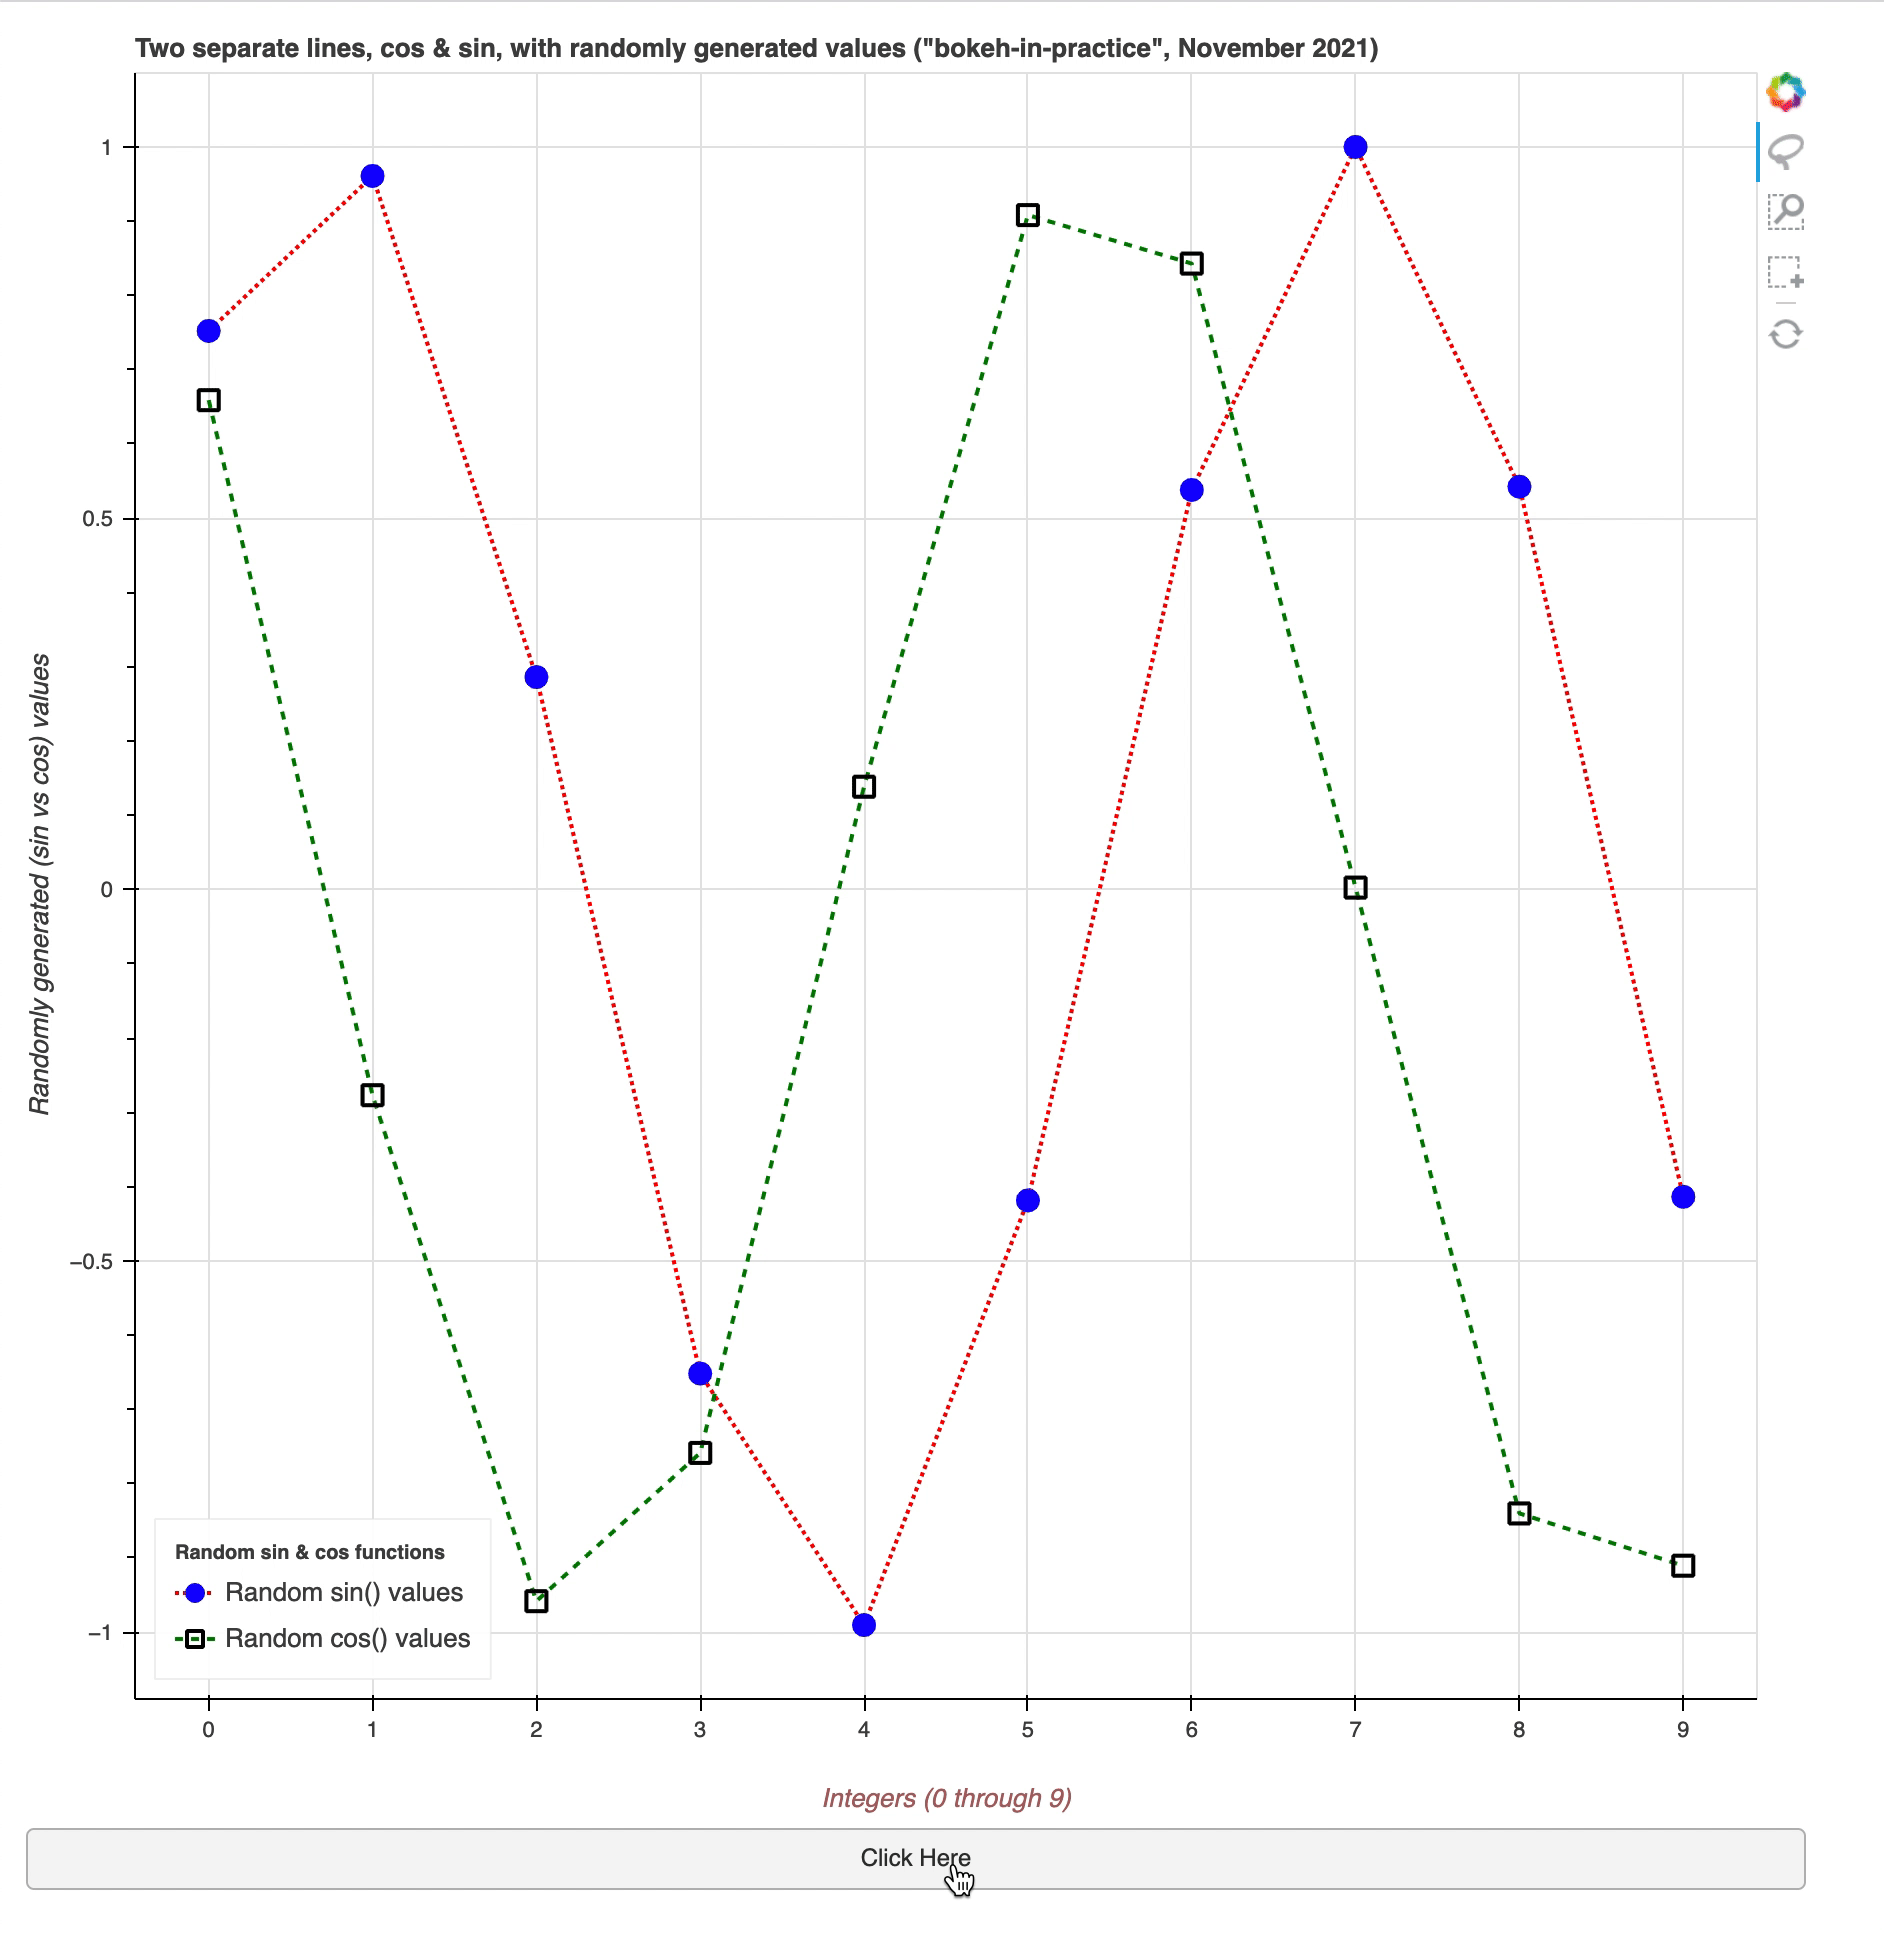 Two separate lines, cos & sin, with randomly generated values ("bokeh-in-practice", November 2021)
Randomly generated (sin vs cos) values
1
0.5
0
−0.5
−1
Random sin & cos functions
Random sin() values
Random cos() values
0 1 2 3 4 5 6 7 8 9
Integers (0 through 9)
Click Here